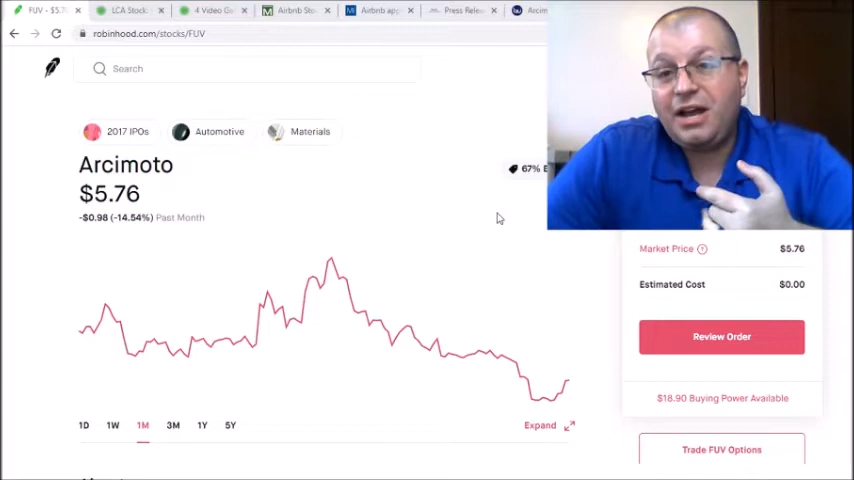 FUV - $5.7
LCA Stock:
4 Video Ga
Airbnb Sto
Airbnb app
Press Rele
Arcim
robinhood.com/stocks/FUV
Search
2017 IPOs
Automotive
Materials
Arcimoto
$5.76
67%
-$0.98 (-14.54%) Past Month
Market Price
$5.76
Estimated Cost
$0.00
Review Order
$18.90 Buying Power Available
1D 1W 1M 3M 1Y 5Y
Expand
Trade FUV Options